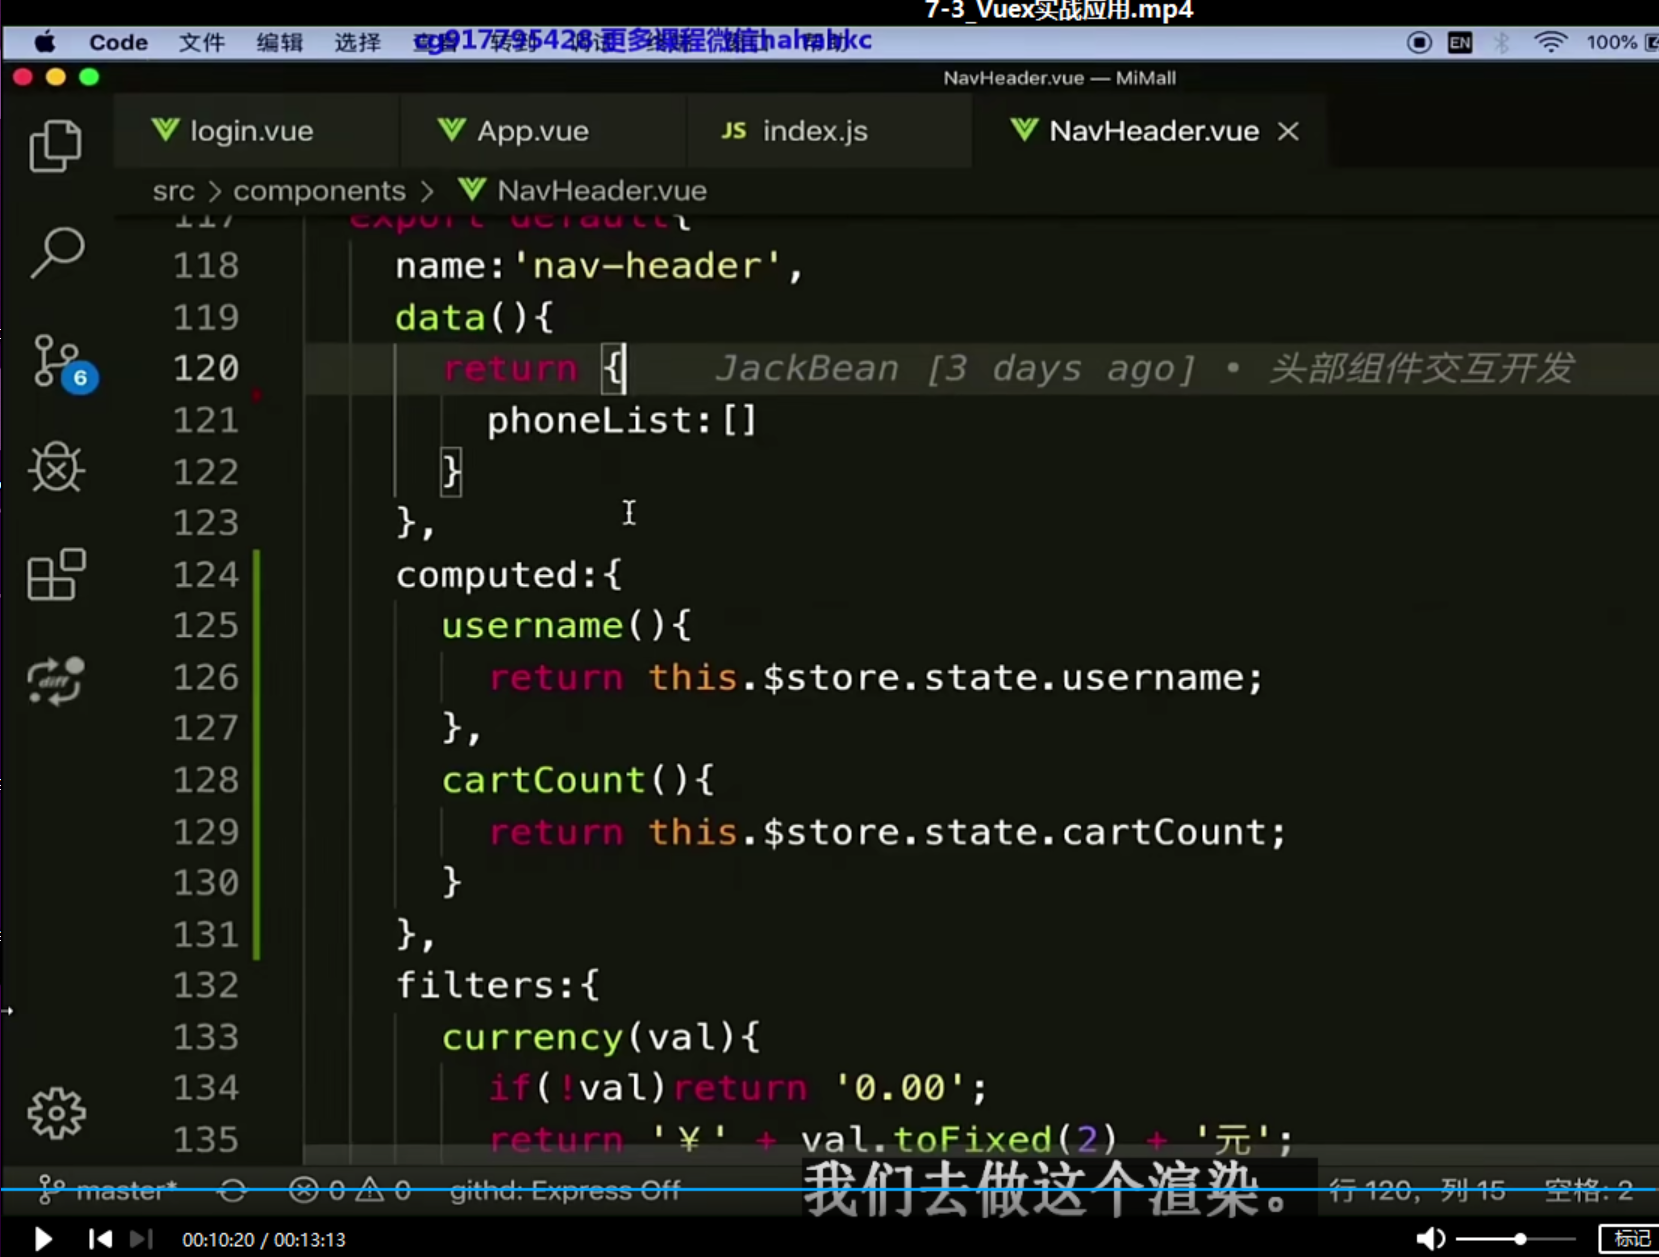 7-3_Vuex实战应用.mp4
Code 文件 编辑 选择
cg917795428更多课程微信hahabkc
EN 100%
NavHeader.vue — MiMall
login.vue App.vue JS index.js NavHeader.vue
src > components > NavHeader.vue
117 export default{
118 name:'nav-header',
119 data(){
120 return { JackBean [3 days ago] • 头部组件交互开发
121 phoneList:[]
122 }
123 },
124 computed:{
125 username(){
126 return this.$store.state.username;
127 },
128 cartCount(){
129 return this.$store.state.cartCount;
130 }
131 },
132 filters:{
133 currency(val){
134 if(!val)return '0.00';
135 return '¥' + val.toFixed(2) + '元';
6
diff
master* 0 0 githd: Express Off 行 120, 列 15 空格: 2
我们去做这个渲染。
00:10:20 / 00:13:13 标记